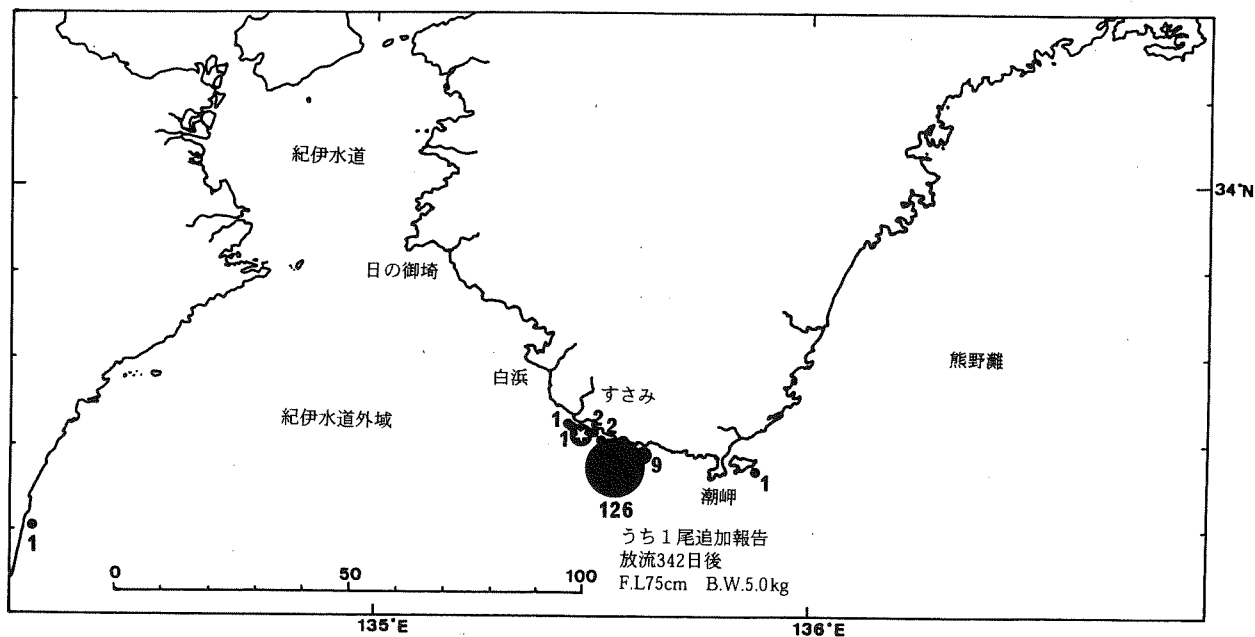 紀伊水道
34°N
日の御埼
熊野灘
白浜
すさみ
紀伊水道外域
1
2
1
2
9
潮岬
1
126
1
うち1尾追加報告
放流342日後
F.L75cm B.W.5.0kg
0
50
100
135°E
136°E